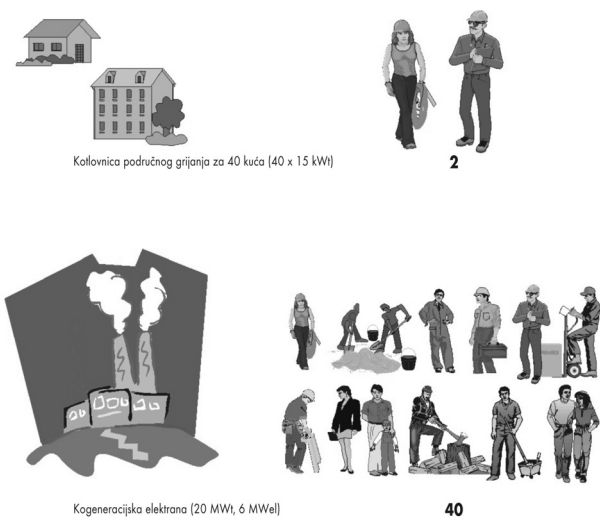 Kotlovnica područnog grijanja za 40 kuća (40 x 15 kWt)
2
Kogeneracijska elektrana (20 MWt, 6 MWel)
40